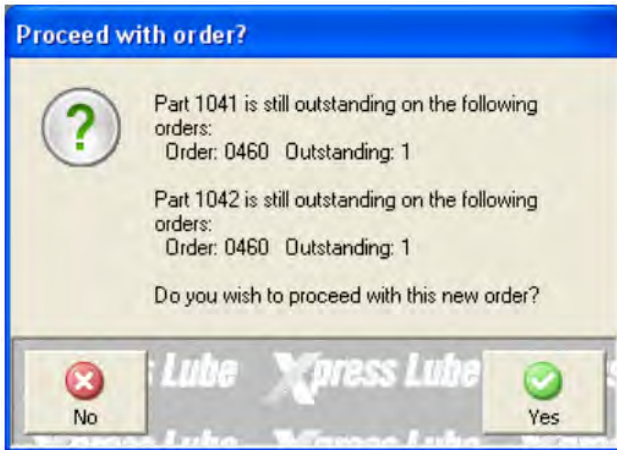 Proceed with order?
Part 1041 is still outstanding on the following
orders:
Order: 0460 Outstanding: 1
Part 1042 is still outstanding on the following
orders:
Order: 0460 Outstanding: 1
Do you wish to proceed with this new order?
Lube Xpress Lube
No
Yes